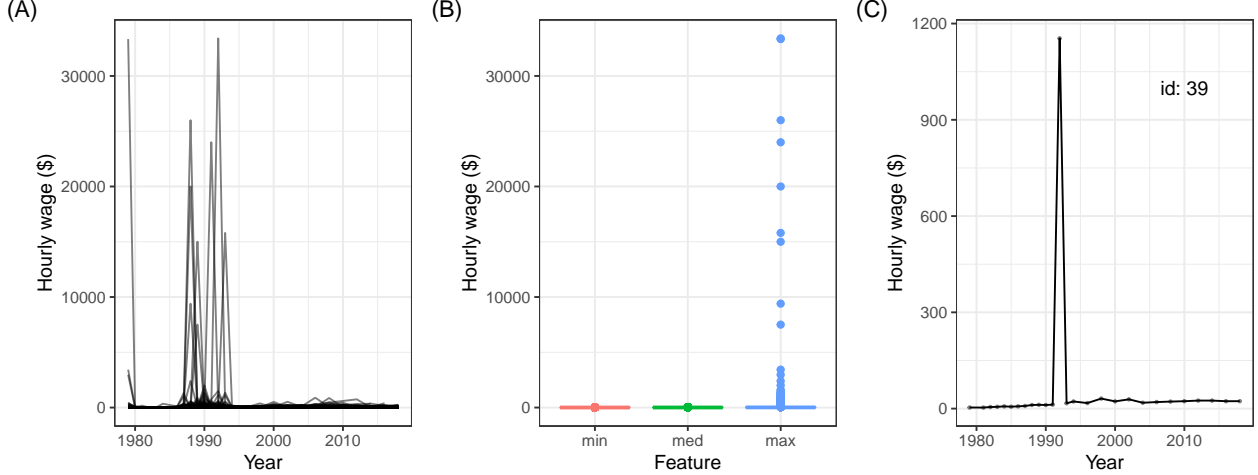 (A)
Hourly wage ($)
30000
20000
10000
0
1980 1990 2000 2010
Year
(B)
Hourly wage ($)
30000
20000
10000
0
min med max
Feature
(C)
Hourly wage ($)
1200
900
600
300
0
id: 39
1980 1990 2000 2010
Year